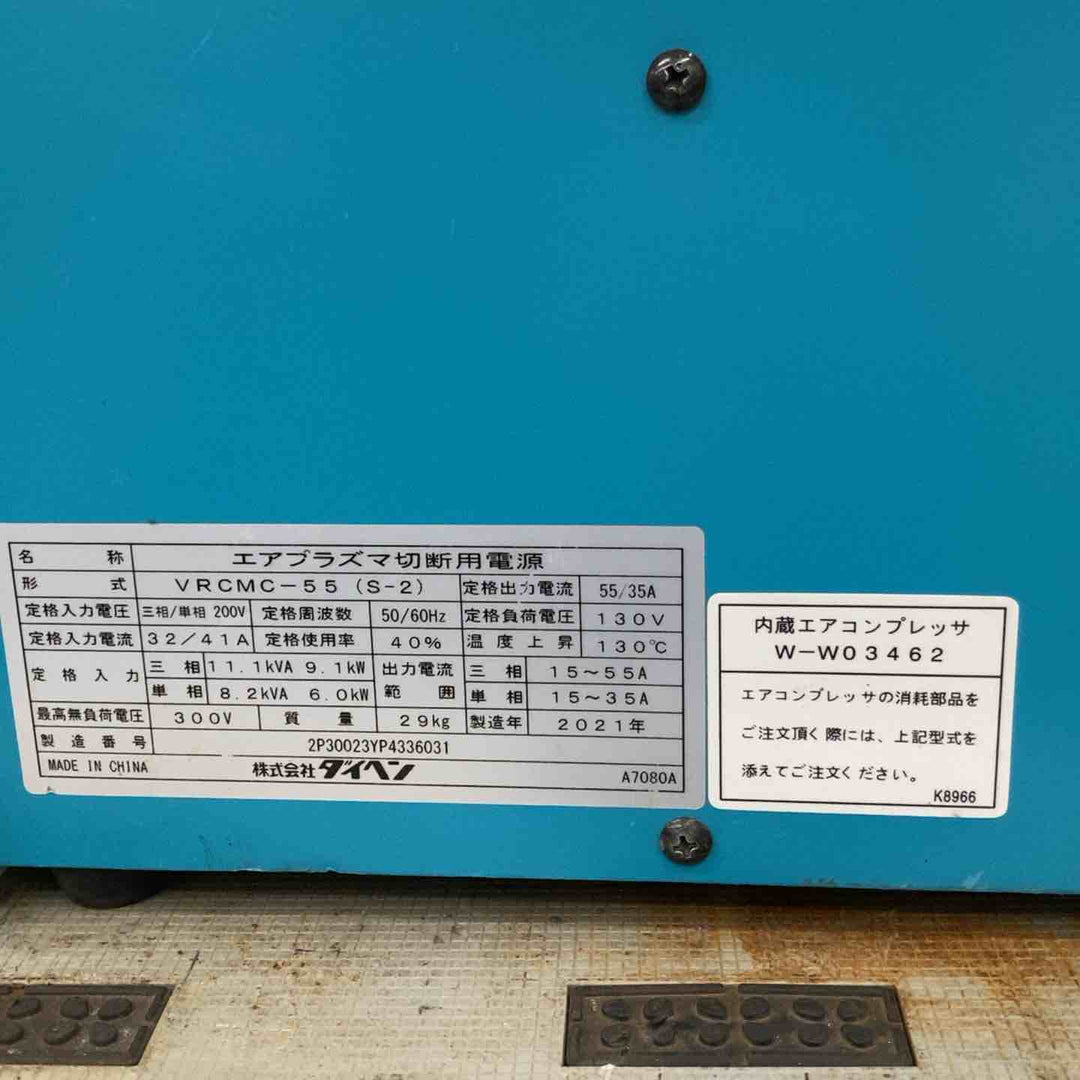 名称 エアプラズマ切断用電源
形式 VRCMC-55 (S-2) 定格出力電流 55/35A
定格入力電圧 三相/単相 200V 定格周波数 50/60Hz 定格負荷電圧 130V
定格入力電流 32/41A 定格使用率 40% 温度上昇 130℃
定格入力 三相 11.1kVA 9.1kW 出力電流範囲 三相 15~55A
単相 8.2kVA 6.0kW 単相 15~35A
最高無負荷電圧 300V 質量 29kg 製造年 2021年
製造番号 2P30023YP4336031
MADE IN CHINA 株式会社ダイヘン A7080A
内蔵エアコンプレッサ
W-W03462
エアコンプレッサの消耗部品を
ご注文頂く際には、上記型式を
添えてご注文ください。
K8966